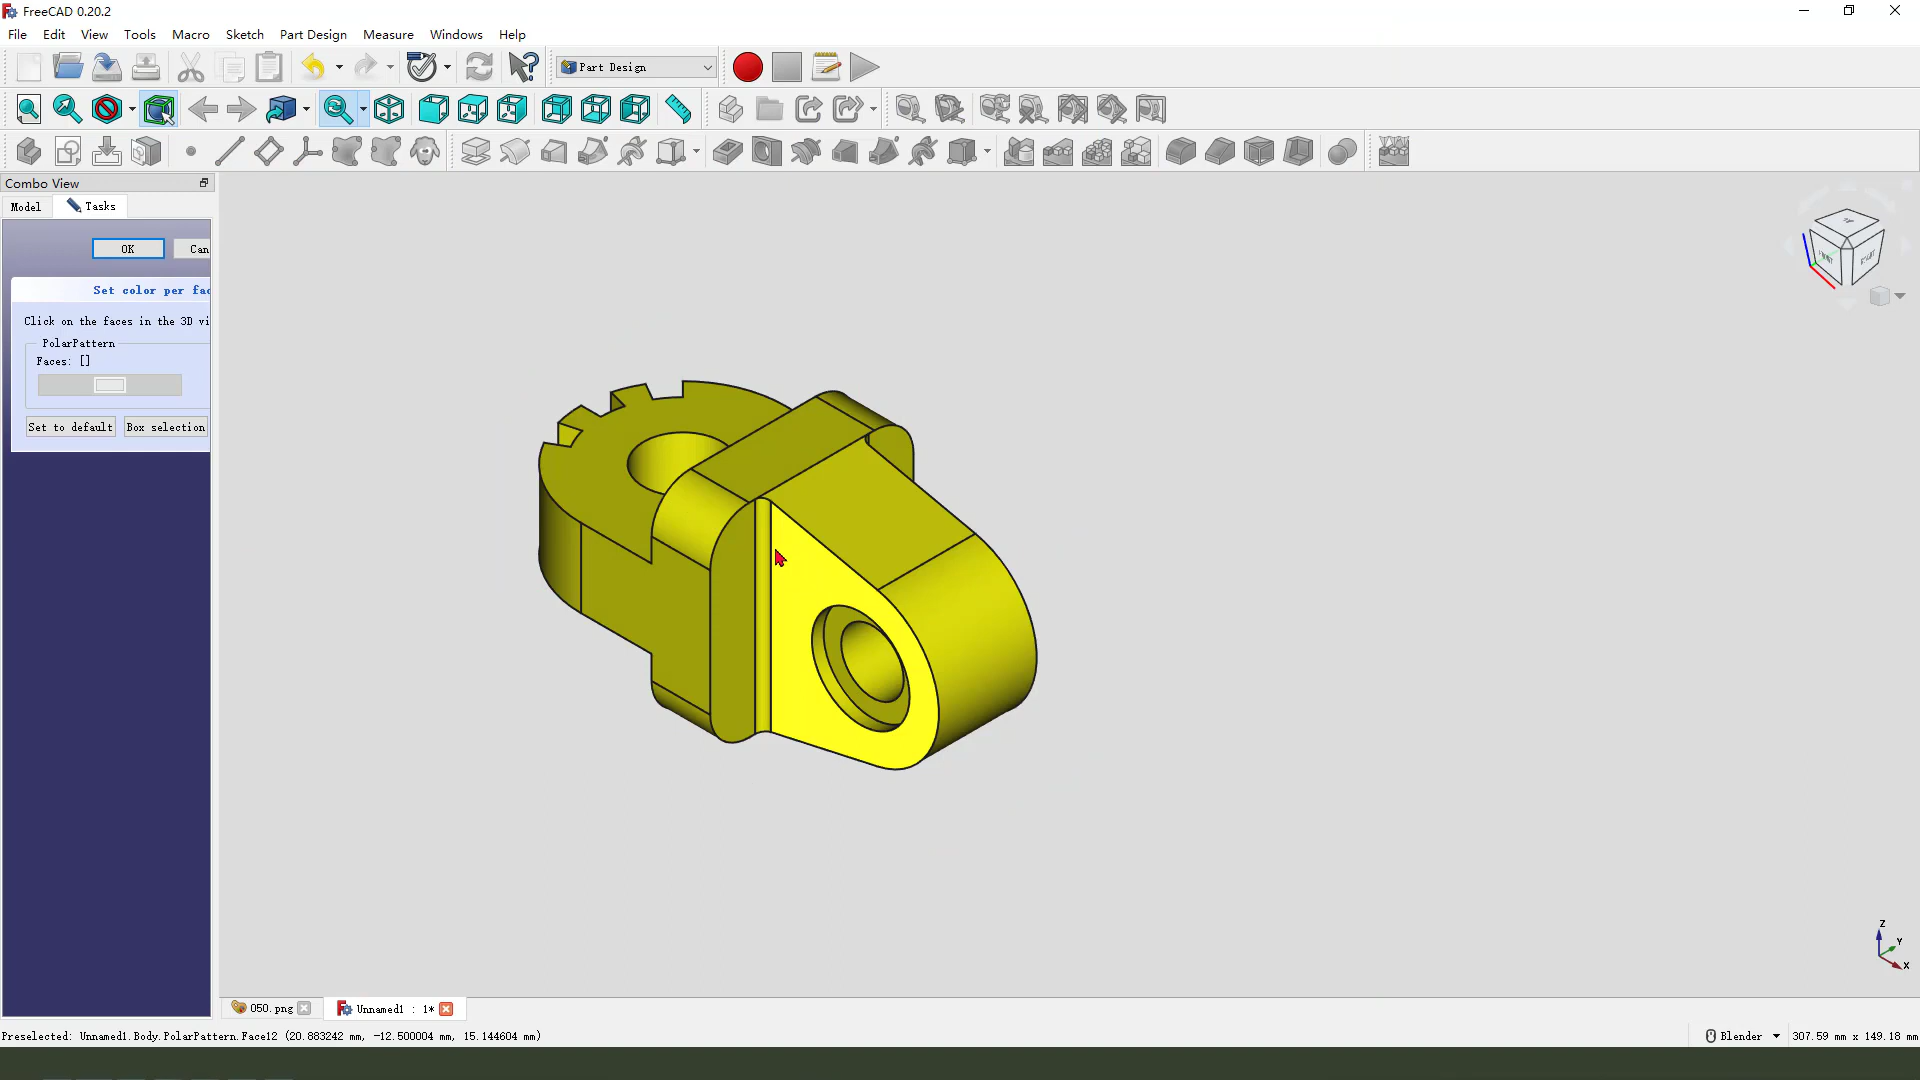 FreeCAD 0.20.2
File Edit View Tools Macro Sketch Part Design Measure Windows Help
Part Design
Combo View
Model Tasks
OK Can
Set color per fac
Click on the faces in the 3D vi
PolarPattern
Faces: []
Set to default Box selection
FRONT
Z
Y
X
050.png Unnamed1 : 1*
Preselected: Unnamed1.Body.PolarPattern.Face12 (20.883242 mm, -12.500004 mm, 15.144604 mm)
Blender 307.59 mm x 149.18 mm